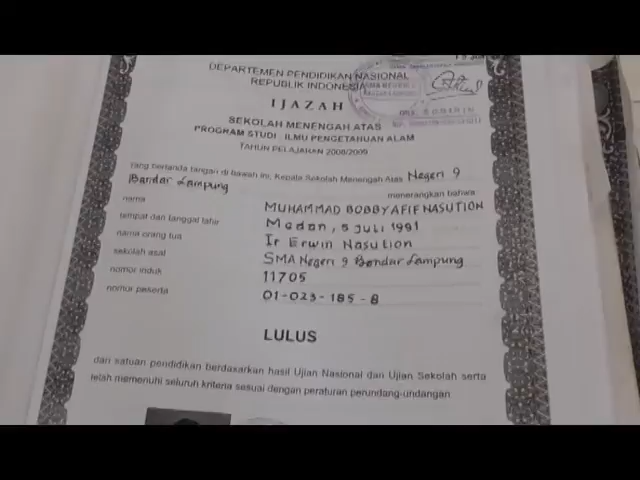 DEPARTEMEN PENDIDIKAN NASIONAL
REPUBLIK INDONESIA
IJAZAH
SEKOLAH MENENGAH ATAS
PROGRAM STUDI : ILMU PENGETAHUAN ALAM
TAHUN PELAJARAN 2008/2009
Yang bertanda tangan di bawah ini, Kepala Sekolah Menengah Atas Negeri 9
Bandar Lampung menerangkan bahwa
nama MUHAMMAD BOBBY AFIF NASUTION
tempat dan tanggal lahir Medan, 5 Juli 1991
nama orang tua Ir Erwin Nasution
sekolah asal SMA Negeri 9 Bandar Lampung
nomor induk 11705
nomor peserta 01-023-185-8
LULUS
dari satuan pendidikan berdasarkan hasil Ujian Nasional dan Ujian Sekolah serta
telah memenuhi seluruh kriteria sesuai dengan peraturan perundang-undangan